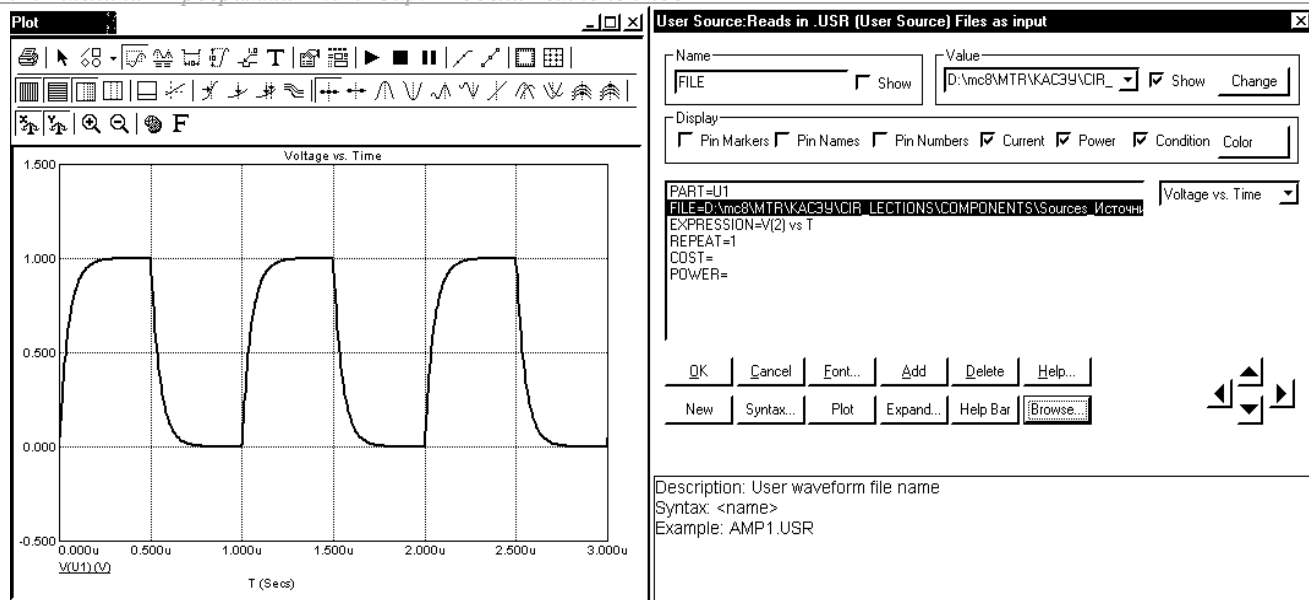 Plot
F
Voltage vs. Time
1.500
1.000
0.500
0.000
-0.500
0.000u 0.500u 1.000u 1.500u 2.000u 2.500u 3.000u
V(U1) (V)
T (Secs)
User Source:Reads in .USR (User Source) Files as input
Name
FILE
Show
Value
D:\mc8\MTR\КАСЭУ\CIR_
Show
Change
Display
Pin Markers Pin Names Pin Numbers Current Power Condition Color
PART=U1
FILE=D:\mc8\MTR\КАСЭУ\CIR_LECTIONS\COMPONENTS\Sources_Источни
EXPRESSION=V(2) vs T
REPEAT=1
COST=
POWER=
Voltage vs. Time
OK Cancel Font... Add Delete Help...
New Syntax... Plot Expand... Help Bar Browse...
Description: User waveform file name
Syntax: <name>
Example: AMP1.USR